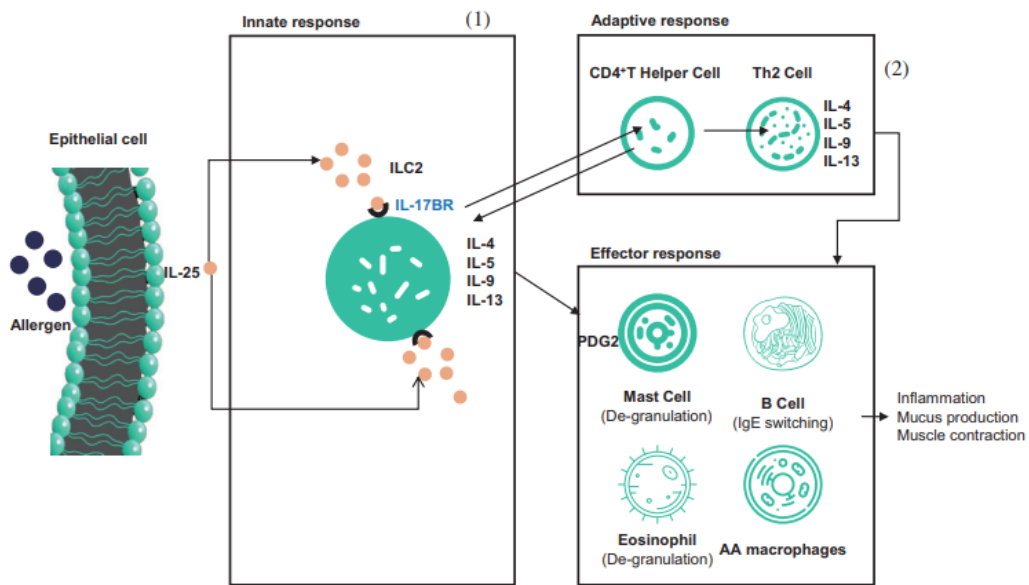 Innate response
(1)
Adaptive response
(2)
CD4+T Helper Cell
Th2 Cell
IL-4
IL-5
IL-9
IL-13
Epithelial cell
ILC2
IL-17BR
IL-4
IL-5
IL-9
IL-13
IL-25
Allergen
Effector response
PDG2
Mast Cell
(De-granulation)
B Cell
(IgE switching)
Inflammation
Mucus production
Muscle contraction
Eosinophil
(De-granulation)
AA macrophages